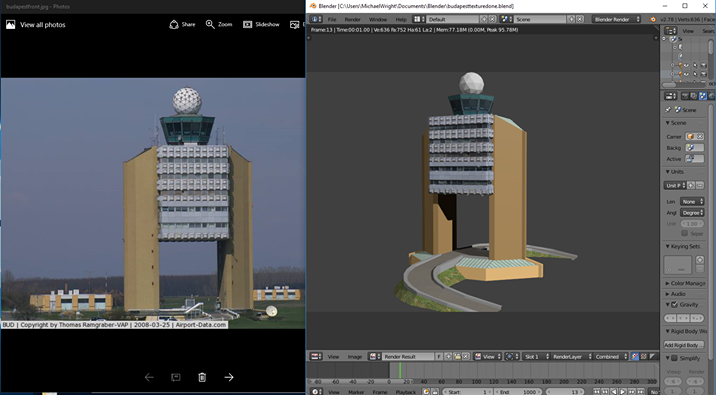 budapestfront.jpg - Photos
View all photos
Share
Zoom
Slideshow
BUD | Copyright by Thomas Ramgraber-VAP | 2008-03-25 | Airport-Data.com
Blender [C:\Users\MichaelWright\Documents\Blender\budapesttexturedone.blend]
File Render Window Help Default Scene Blender Render v2.78 | Verts:636 | Face
Frame:13 | Time:00:01.00 | Ve:636 Fa:752 Ha:61 La:2 | Mem:77.18M (0.00M, Peak 95.78M)
View
Scene
Scene
Camer
Backg
Active
Units
Unit P
Len None
Angl Degree
Keying Sets
Color Manage
Audio
Gravity
Rigid Body Wo
Add Rigid Body
Simplify
View Image Render Result F View Slot 1 RenderLayer Combined
-80 -60 -40 -20 0 20 40 60 80 100 120 140 160 180 200 220 240 260 280 300
View Marker Frame Playback Start: 1 End: 1000 13 No